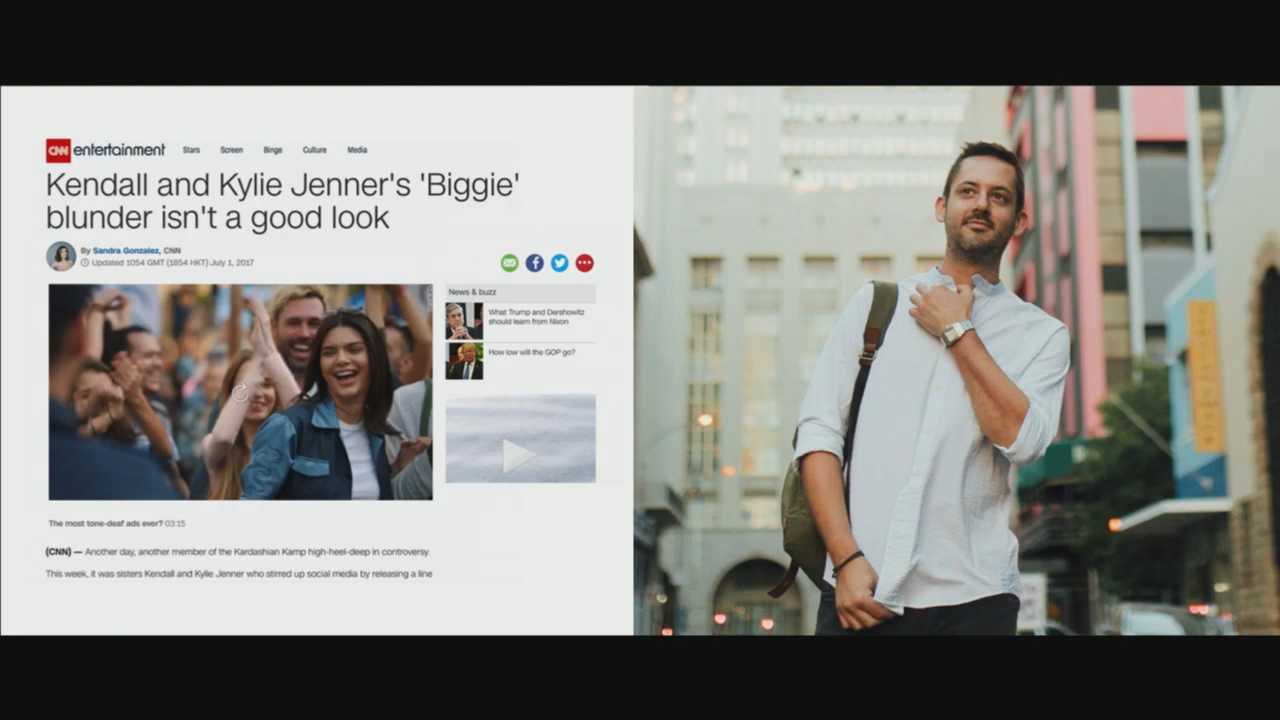 CNN entertainment Stars Screen Binge Culture Media
Kendall and Kylie Jenner's 'Biggie'
blunder isn't a good look
By Sandra Gonzalez, CNN
Updated 1054 GMT (1854 HKT) July 1, 2017
News & buzz
What Trump and Dershowitz
should learn from Nixon
How low will the GOP go?
The most tone-deaf ads ever? 03:15
(CNN) — Another day, another member of the Kardashian Kamp high-heel-deep in controversy.
This week, it was sisters Kendall and Kylie Jenner who stirred up social media by releasing a line